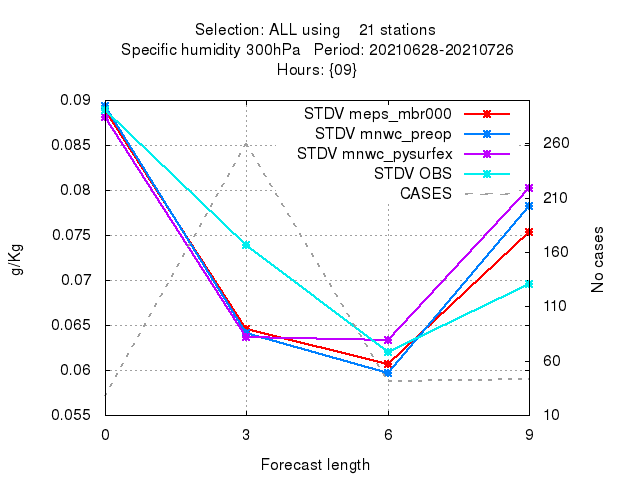 Selection: ALL using    21 stations
Specific humidity 300hPa   Period: 20210628-20210726
Hours: {09}
STDV meps_mbr000
STDV mnwc_preop
STDV mnwc_pysurfex
STDV OBS
CASES
0.09
0.085
0.08
0.075
0.07
0.065
0.06
0.055
g/Kg
260
210
160
110
60
10
No cases
0 3 6 9
Forecast length